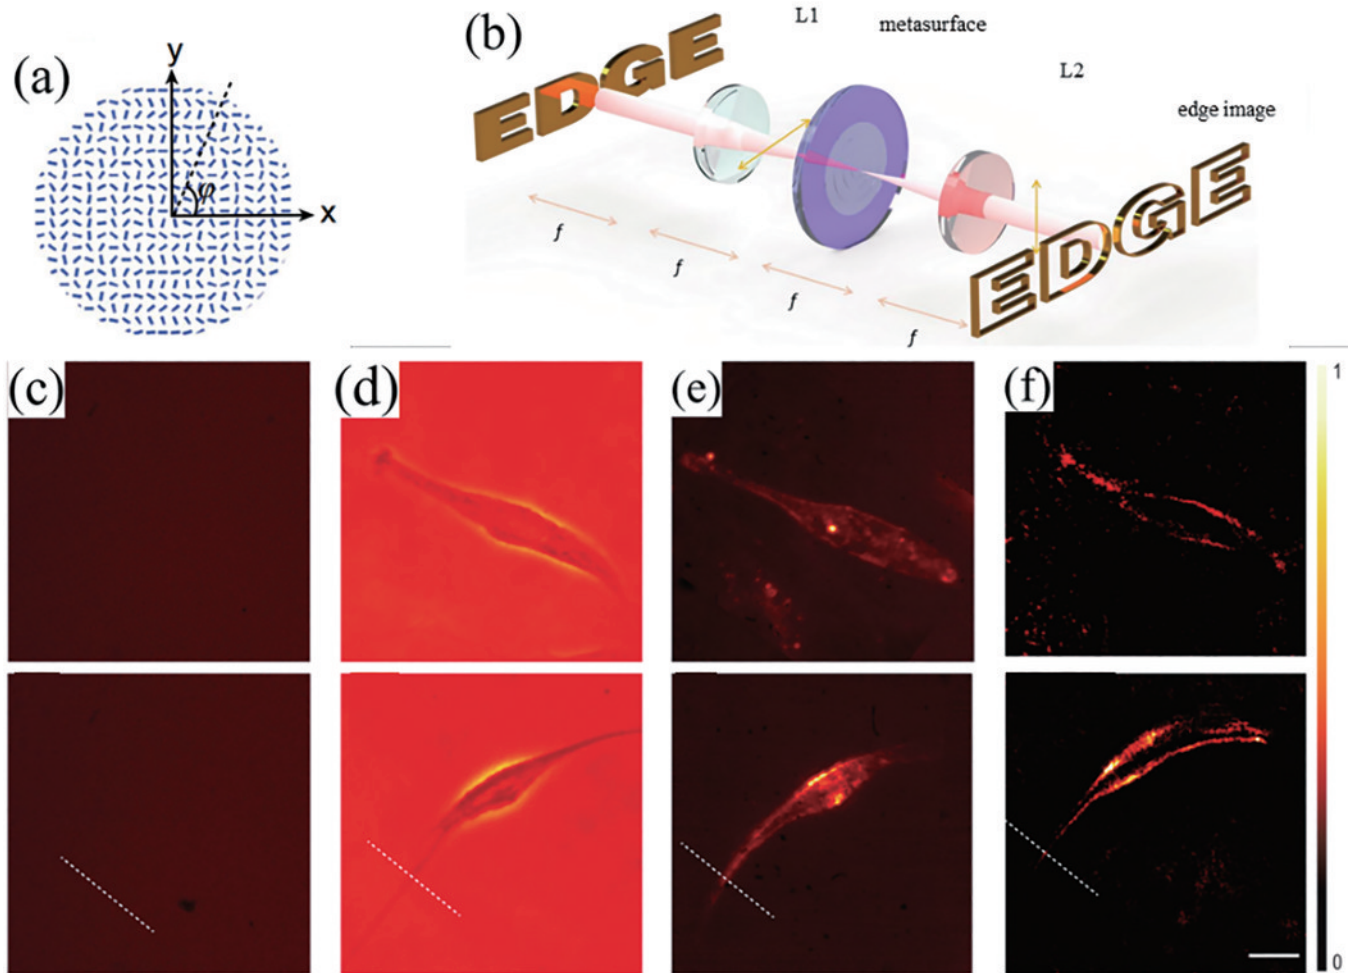 (a)
y
φ
x
(b)
L1
metasurface
L2
edge image
EDGE
EDGE
f
f
f
f
(c)
(d)
(e)
(f)
1
0